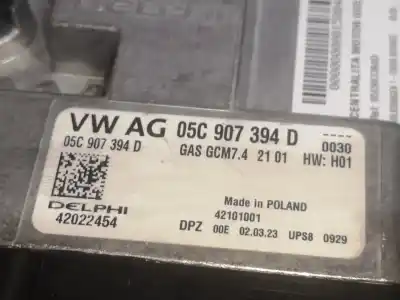 DELPHI
CENTRALITA MOTOR
VW AG 05C 907 394 D ----
05C 907 394 D GAS GCM7.4 21 01 0030
HW: H01
Made in POLAND
DELPHI 42101001
42022454 DPZ 00E 02.03.23 UPS8 0929